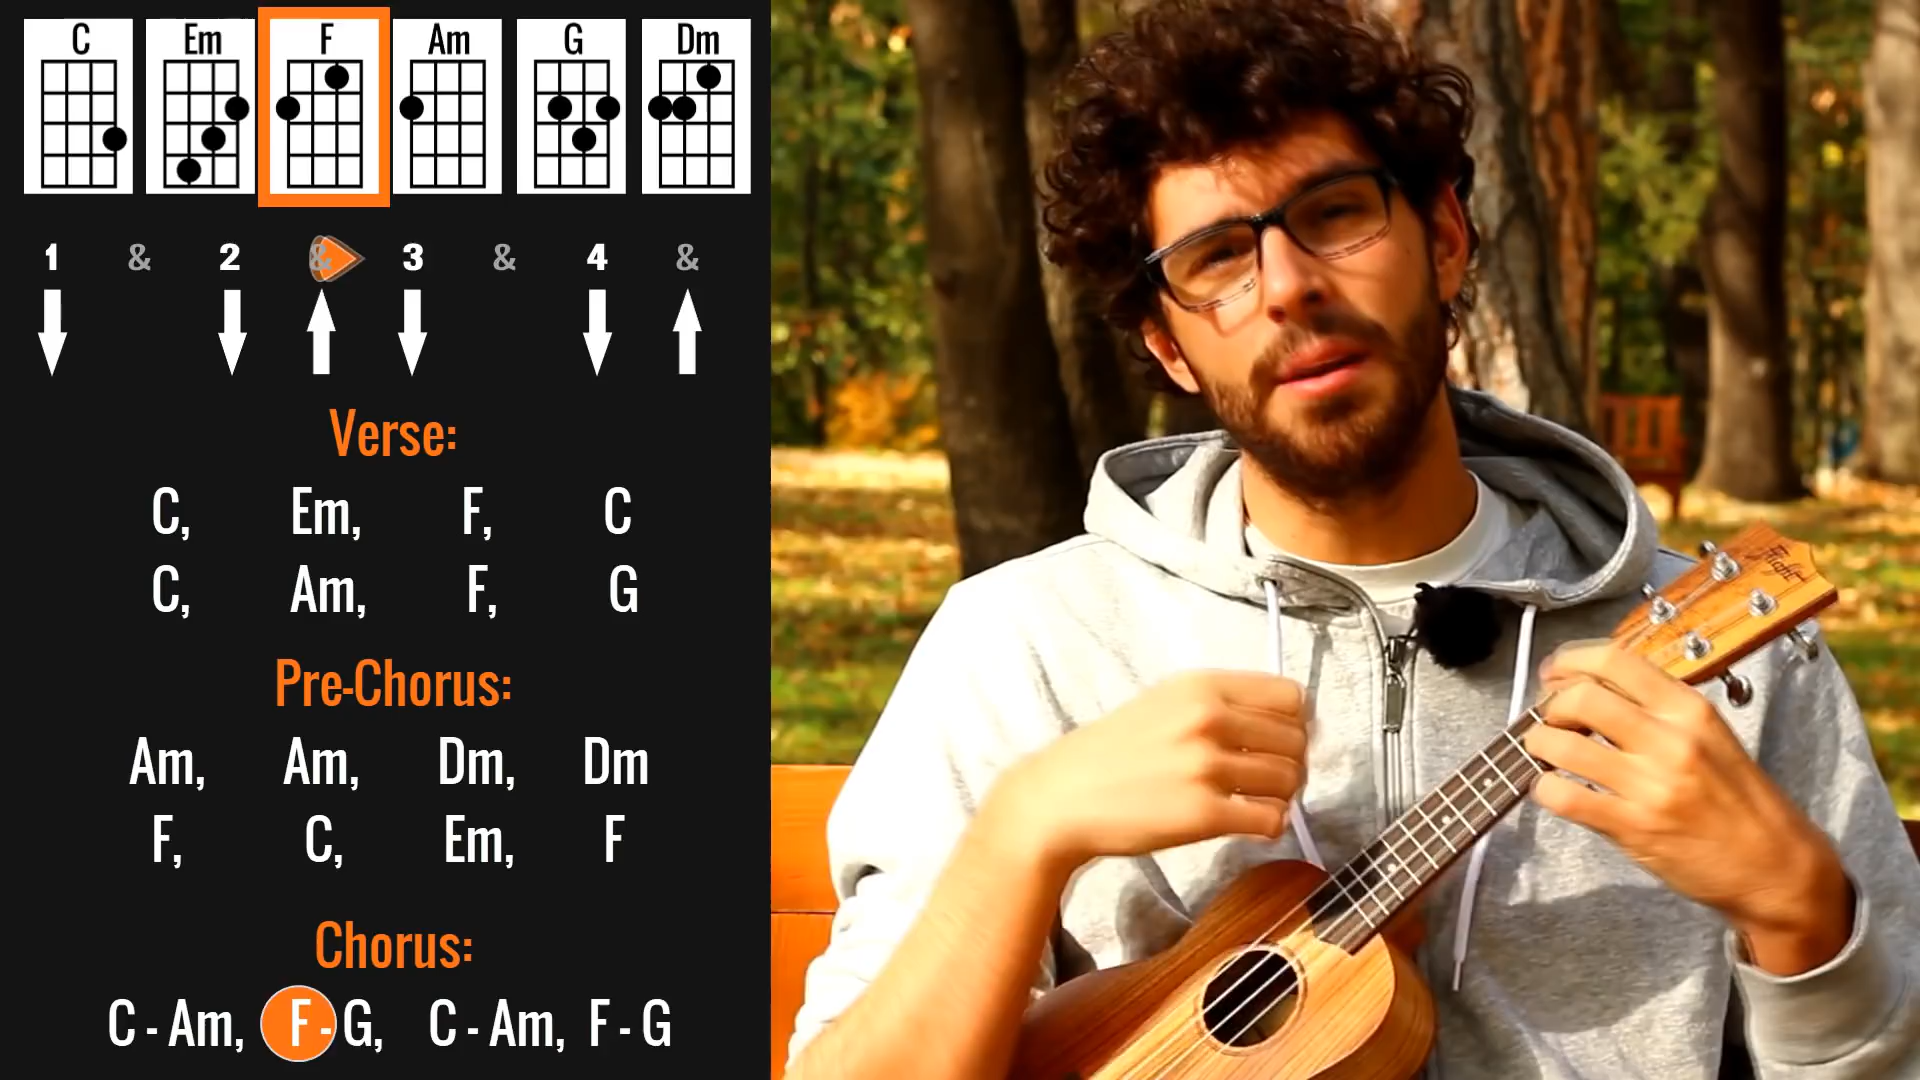 C Em F Am G Dm
1 & 2 & 3 & 4 &
Verse:
C, Em, F, C
C, Am, F, G
Pre-Chorus:
Am, Am, Dm, Dm
F, C, Em, F
Chorus:
C - Am, F - G, C - Am, F - G
Flight